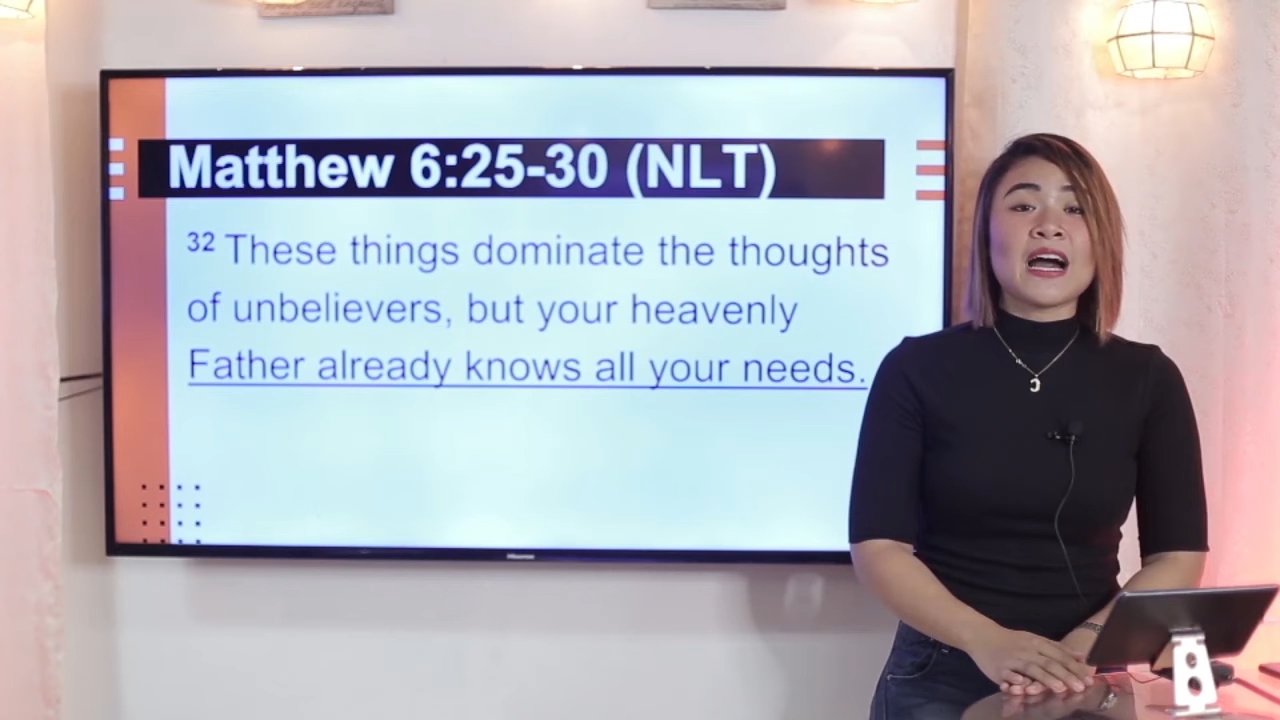 Matthew 6:25-30 (NLT)
32 These things dominate the thoughts
of unbelievers, but your heavenly
Father already knows all your needs.
Hisense